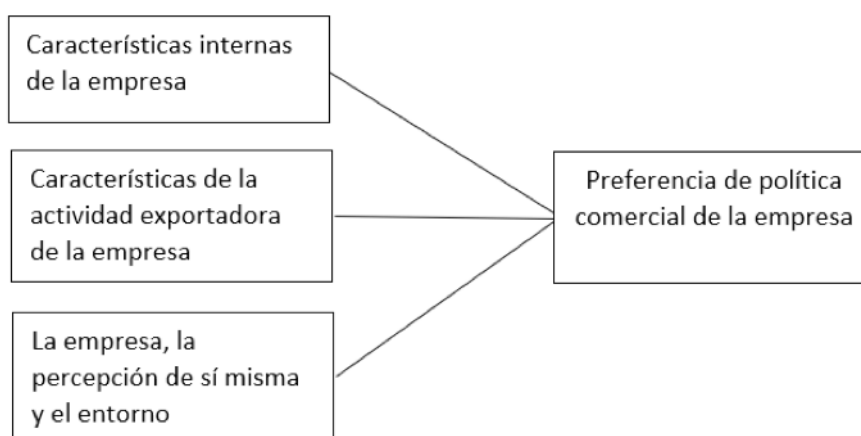 Características internas
de la empresa
Características de la
actividad exportadora
de la empresa
La empresa, la
percepción de sí misma
y el entorno
Preferencia de política
comercial de la empresa